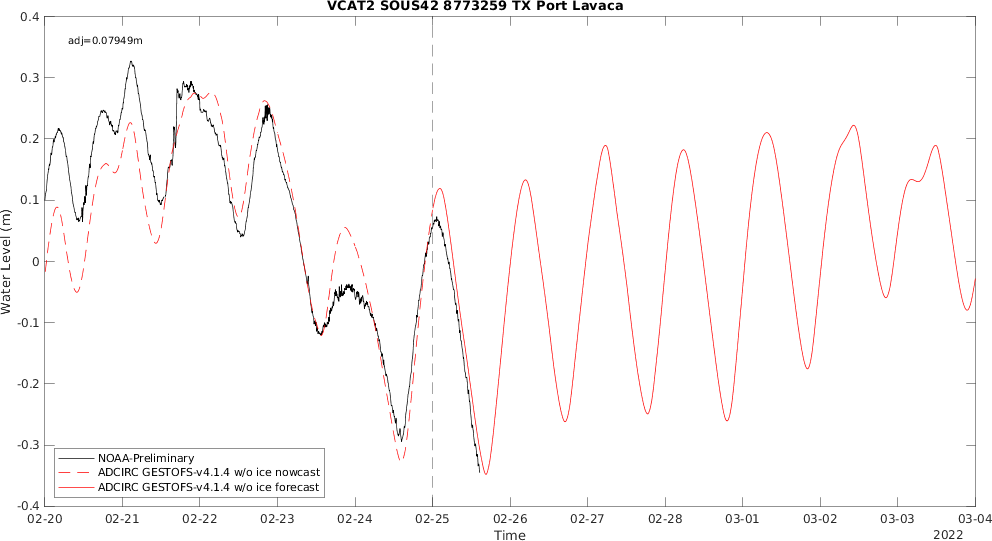 VCAT2 SOUS42 8773259 TX Port Lavaca
adj=0.07949m
0.4
0.3
0.2
0.1
0
-0.1
-0.2
-0.3
-0.4
Water Level (m)
NOAA-Preliminary
ADCIRC GESTOFS-v4.1.4 w/o ice nowcast
ADCIRC GESTOFS-v4.1.4 w/o ice forecast
02-20 02-21 02-22 02-23 02-24 02-25 02-26 02-27 02-28 03-01 03-02 03-03 03-04
Time
2022